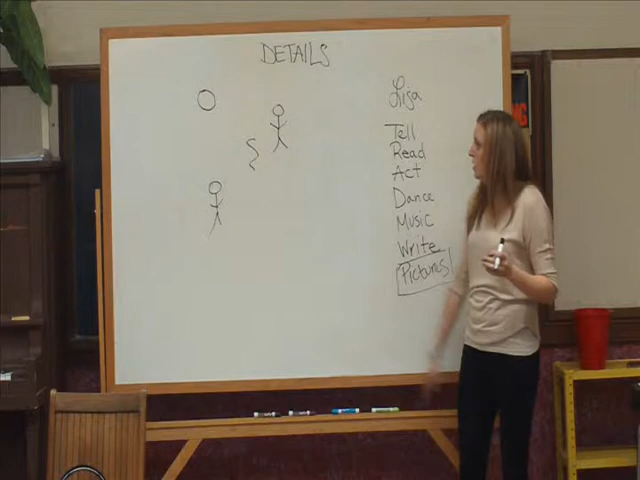 DETAILS
Lisa
Tell
Read
Act
Dance
Music
Write
Pictures!